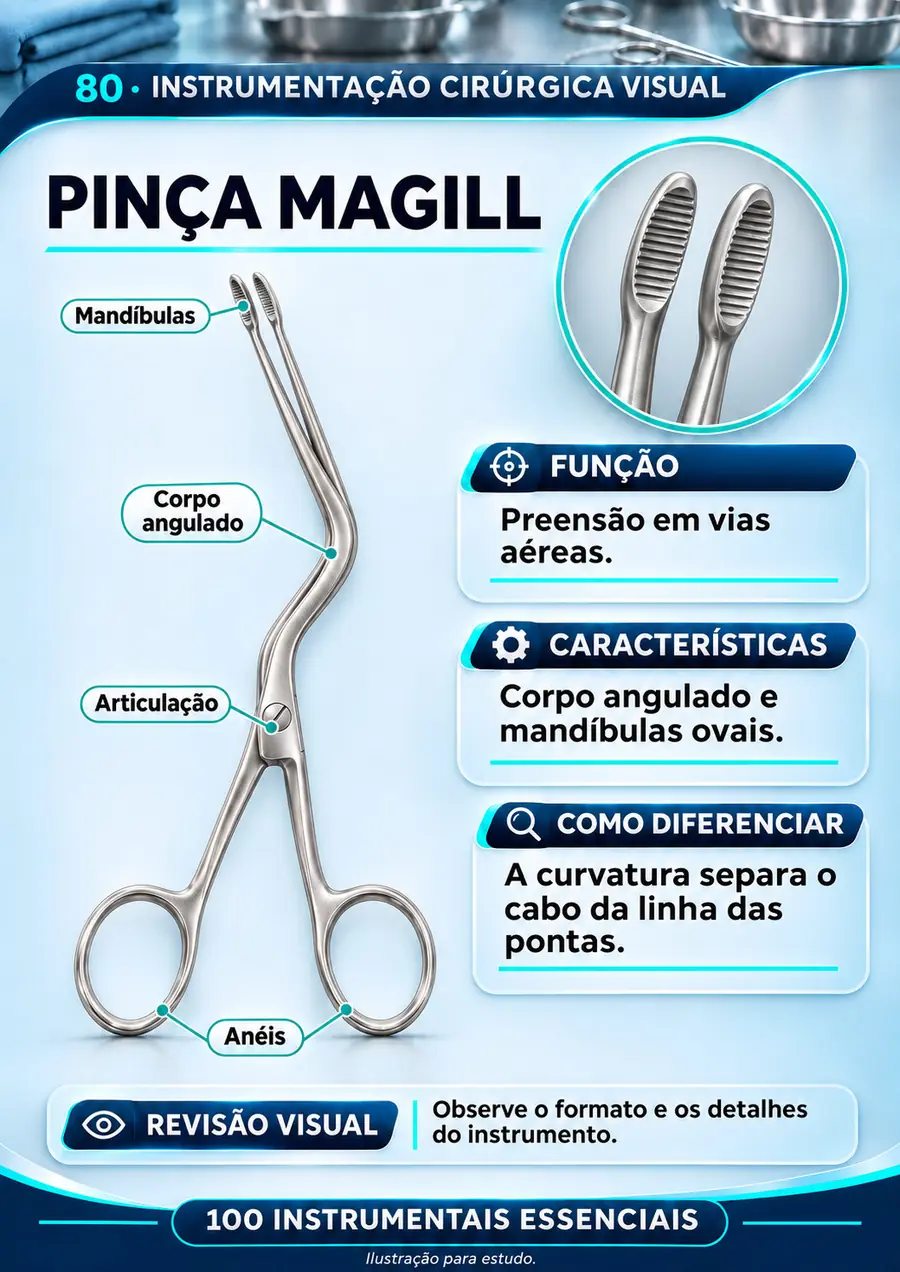 80 • INSTRUMENTAÇÃO CIRÚRGICA VISUAL
PINÇA MAGILL
Mandíbulas
Corpo
angulado
Articulação
Anéis
FUNÇÃO
Preensão em vias
aéreas.
CARACTERÍSTICAS
Corpo angulado e
mandíbulas ovais.
COMO DIFERENCIAR
A curvatura separa o
cabo da linha das
pontas.
REVISÃO VISUAL
Observe o formato e os detalhes
do instrumento.
100 INSTRUMENTAIS ESSENCIAIS
Ilustração para estudo.